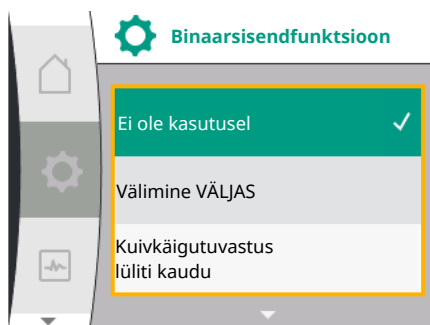 Binaarsisendfunktsioon
Ei ole kasutusel
Välimine VÄLJAS
Kuivkäigutuvastus
lüliti kaudu